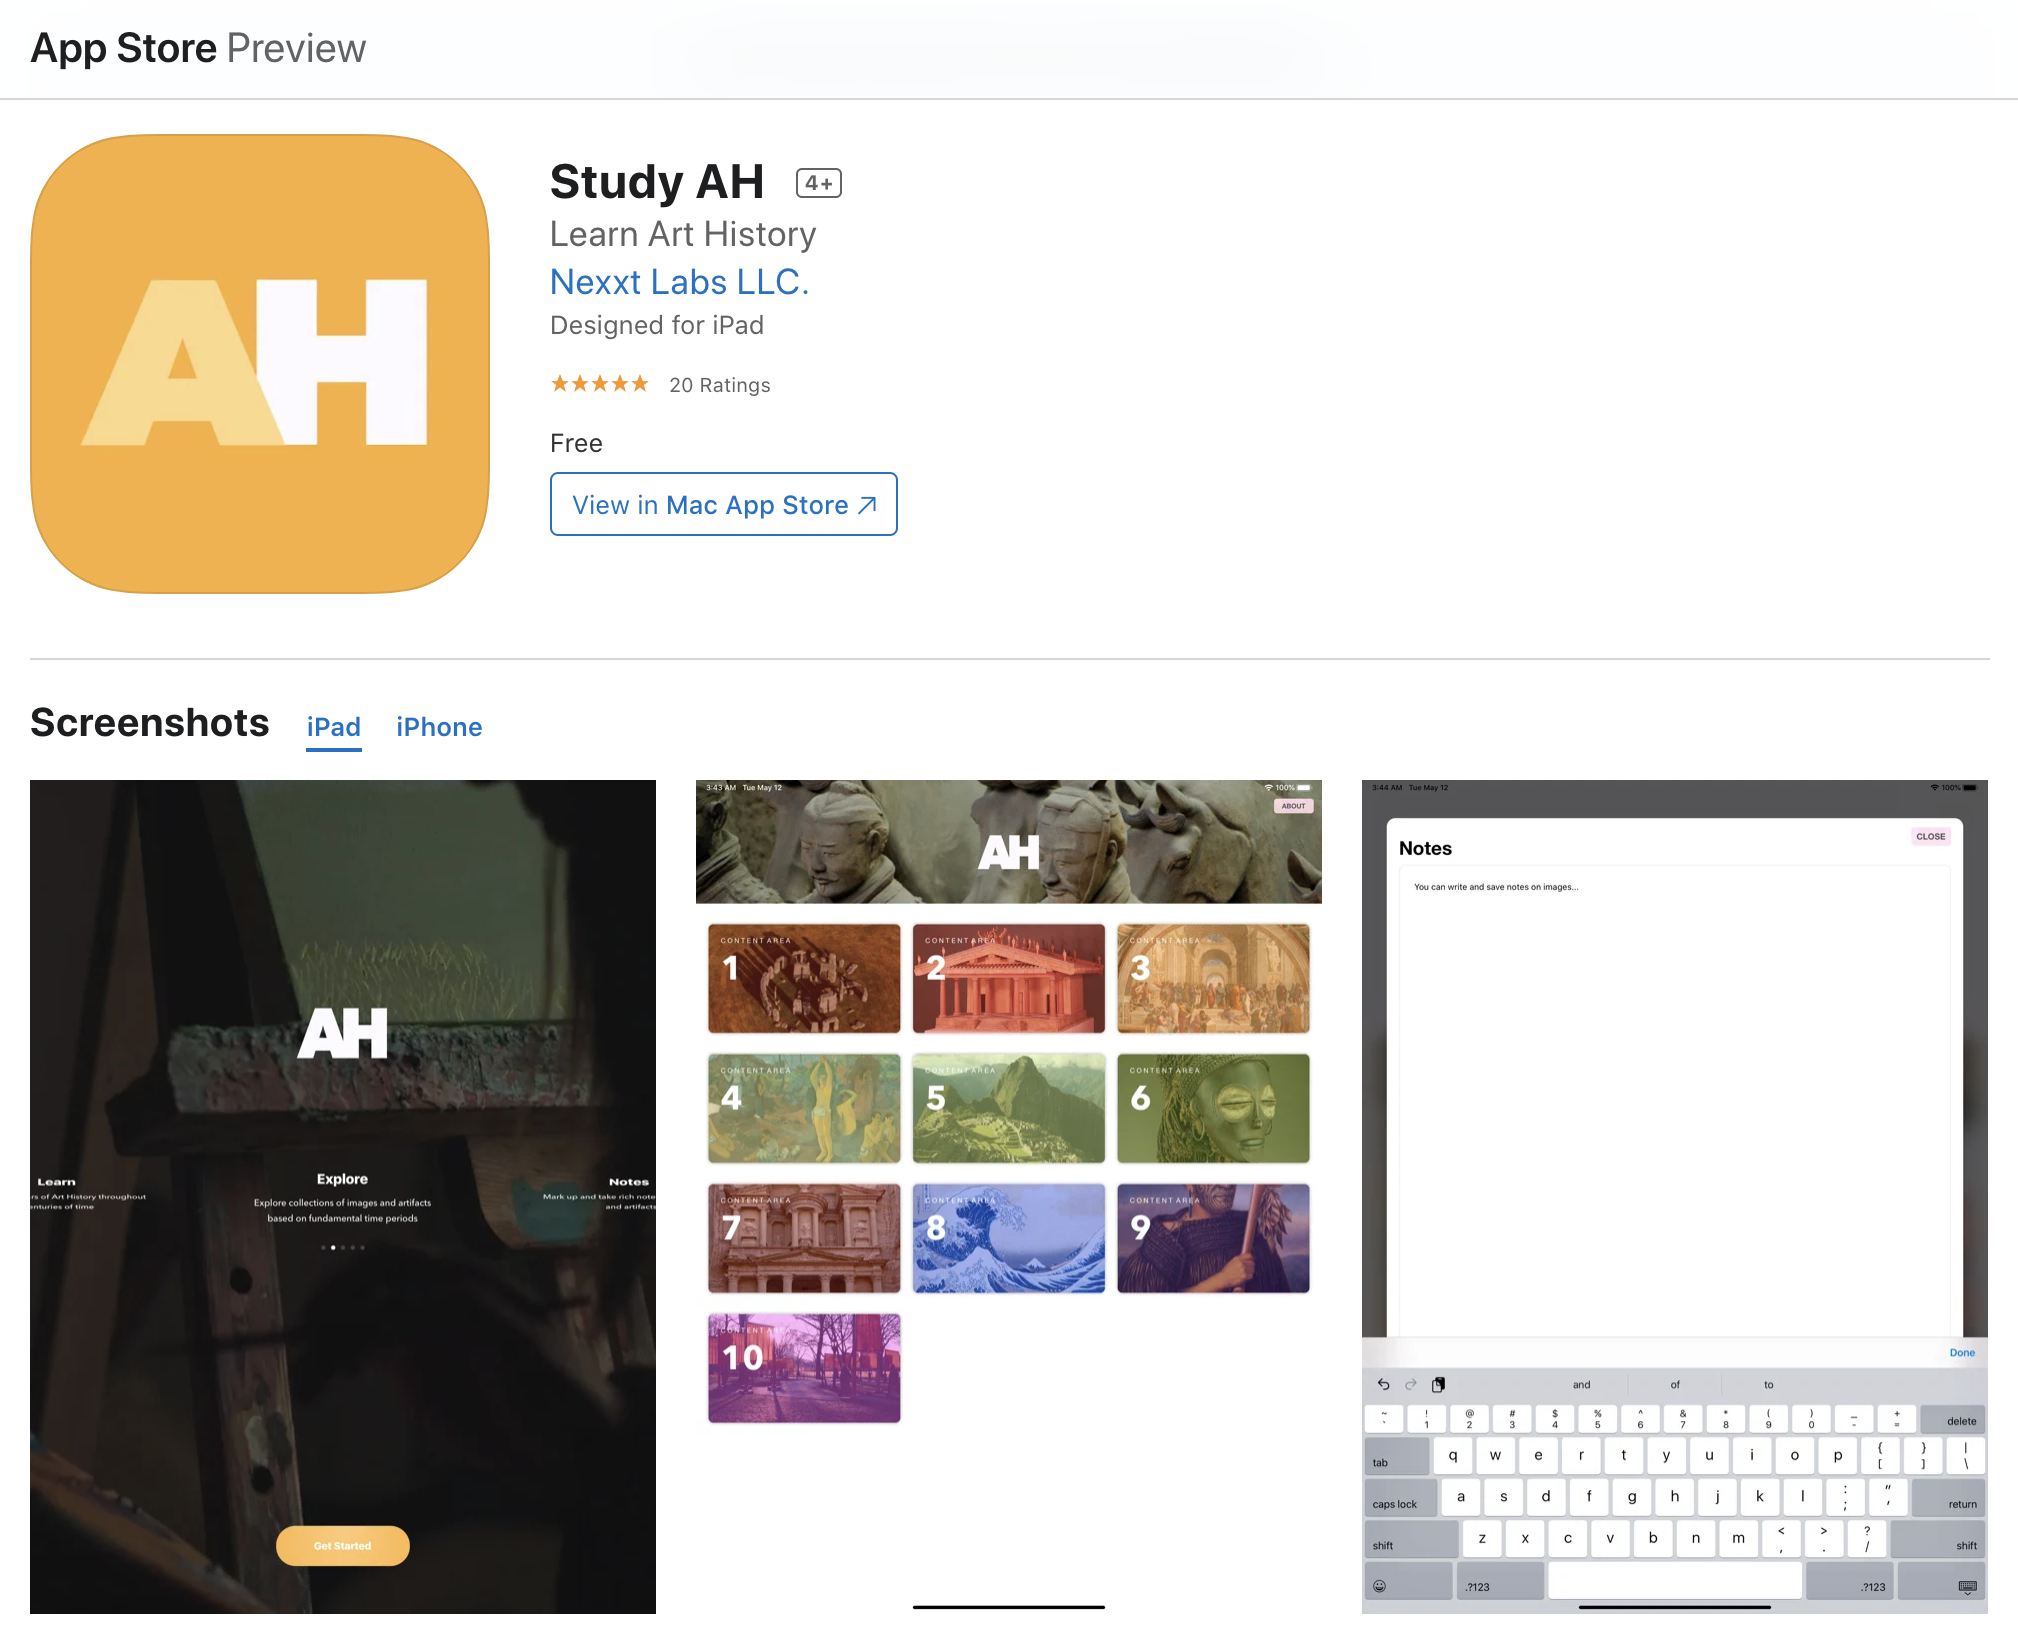 App Store Preview
AH
Study AH 4+
Learn Art History
Nexxt Labs LLC.
Designed for iPad
20 Ratings
Free
View in Mac App Store
Screenshots iPad iPhone
AH
Learn
rs of Art History throughout
enturies of time
Explore
Explore collections of images and artifacts
based on fundamental time periods
Notes
Mark up and take rich note
and artifacts
Get Started
3:43 AM Tue May 12 100%
ABOUT
AH
CONTENT AREA
1
CONTENT AREA
2
CONTENT AREA
3
CONTENT AREA
4
CONTENT AREA
5
CONTENT AREA
6
CONTENT AREA
7
CONTENT AREA
8
CONTENT AREA
9
CONTENT AREA
10
3:44 AM Tue May 12 100%
CLOSE
Notes
You can write and save notes on images...
Done
and of to
~ ! @ # $ % ^ & * ( ) _ +
` 1 2 3 4 5 6 7 8 9 0 - = delete
tab q w e r t y u i o p { [ } ] | \
caps lock a s d f g h j k l : ; " ' return
shift z x c v b n m < , > . ? / shift
.?123 .?123